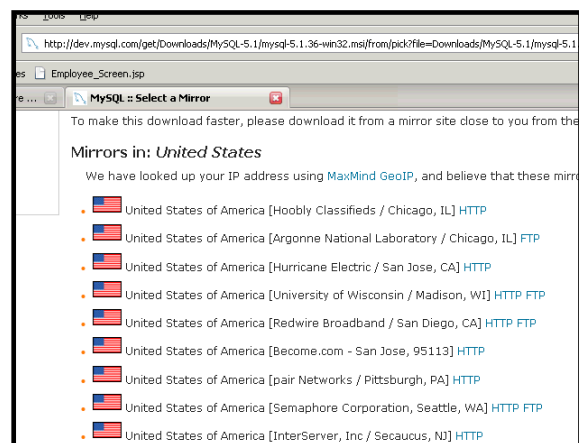 Tools Help
http://dev.mysql.com/get/Downloads/MySQL-5.1/mysql-5.1.36-win32.msi/from/pick?file=Downloads/MySQL-5.1/mysql-5.1
Employee_Screen.jsp
MySQL :: Select a Mirror
To make this download faster, please download it from a mirror site close to you from the
Mirrors in: United States
We have looked up your IP address using MaxMind GeoIP, and believe that these
United States of America [Hoobly Classifieds / Chicago, IL] HTTP
United States of America [Argonne National Laboratory / Chicago, IL] FTP
United States of America [Hurricane Electric / San Jose, CA] HTTP
United States of America [University of Wisconsin / Madison, WI] HTTP FTP
United States of America [Redwire Broadband / San Diego, CA] HTTP FTP
United States of America [Become.com - San Jose, 95113] HTTP
United States of America [pair Networks / Pittsburgh, PA] HTTP
United States of America [Semaphore Corporation, Seattle, WA] HTTP FTP
United States of America [InterServer, Inc / Secaucus, NJ] HTTP